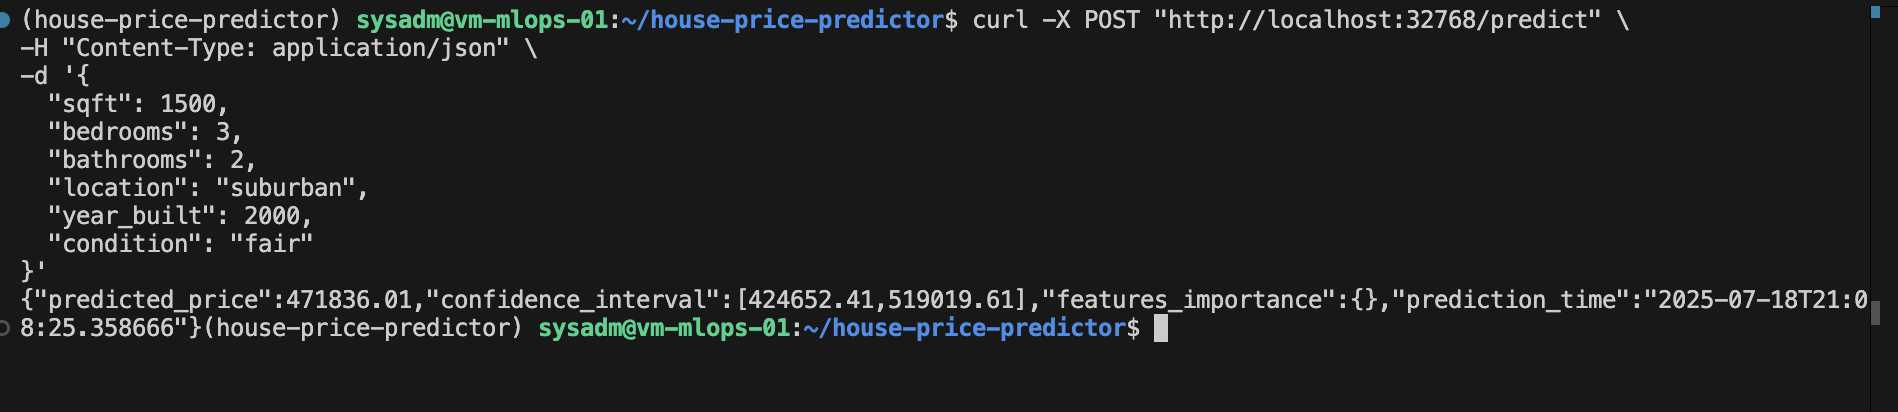 (house-price-predictor) sysadm@vm-mlops-01:~/house-price-predictor$ curl -X POST "http://localhost:32768/predict" \
-H "Content-Type: application/json" \
-d '{
  "sqft": 1500,
  "bedrooms": 3,
  "bathrooms": 2,
  "location": "suburban",
  "year_built": 2000,
  "condition": "fair"
}'
{"predicted_price":471836.01,"confidence_interval":[424652.41,519019.61],"features_importance":{},"prediction_time":"2025-07-18T21:0
8:25.358666"}(house-price-predictor) sysadm@vm-mlops-01:~/house-price-predictor$